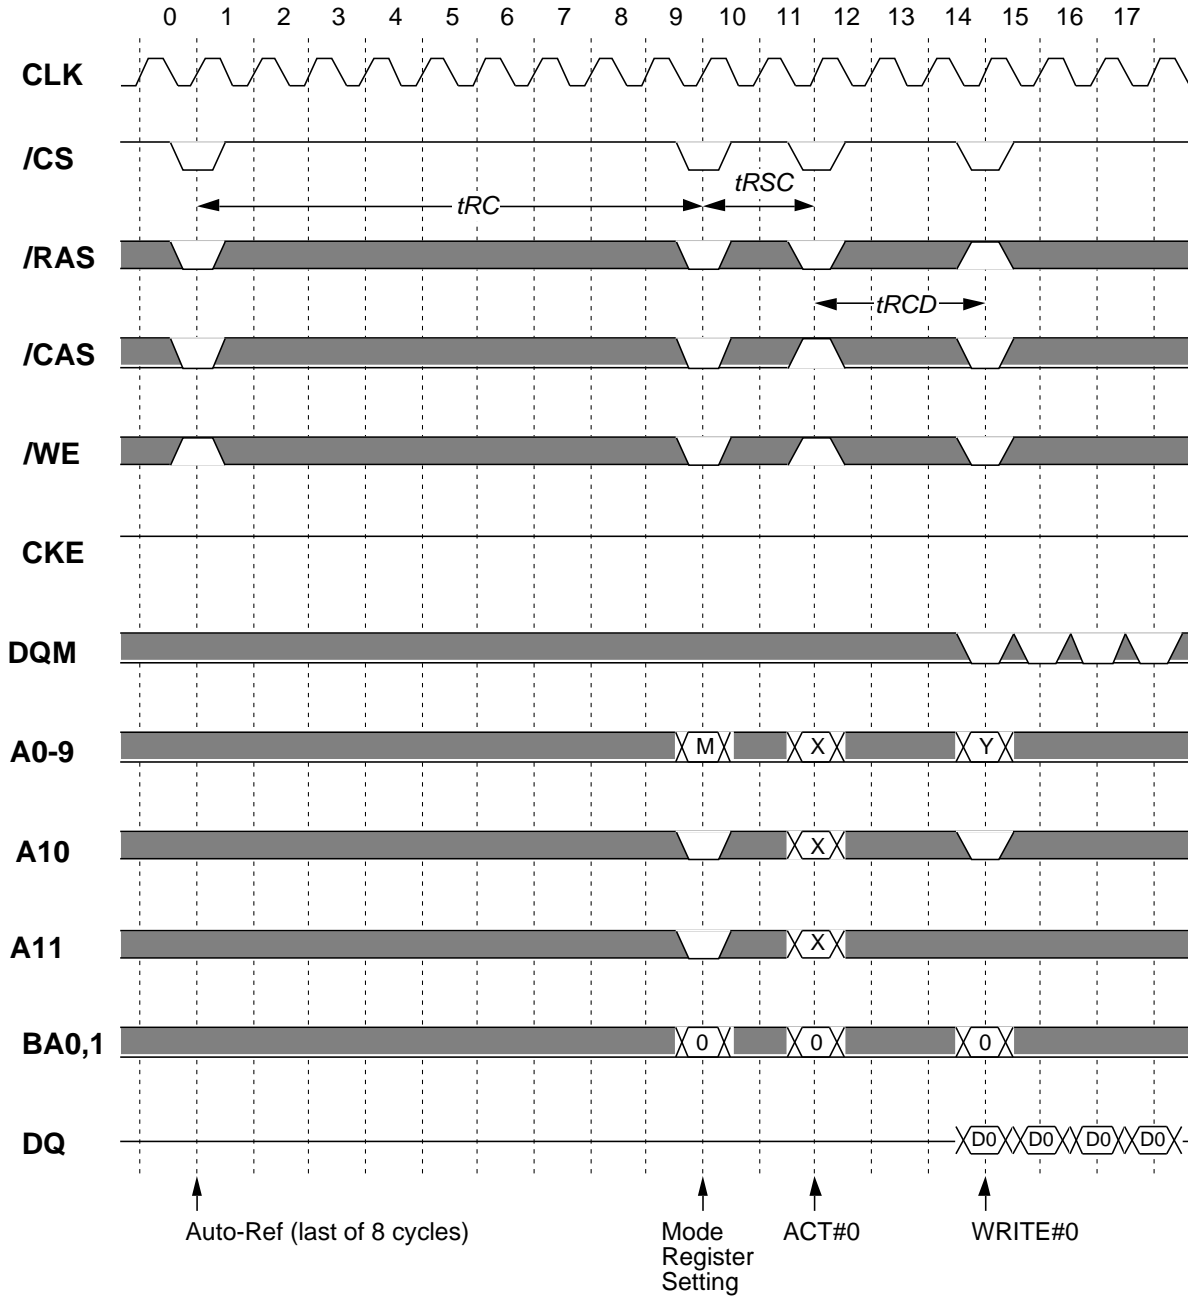 0 1 2 3 4 5 6 7 8 9 10 11 12 13 14 15 16 17
CLK
/CS
tRSC
tRC
/RAS
tRCD
/CAS
/WE
CKE
DQM
A0-9 M X Y
A10 X
A11 X
BA0,1 0 0 0
DQ D0 D0 D0 D0
Auto-Ref (last of 8 cycles) Mode ACT#0 WRITE#0
Register
Setting